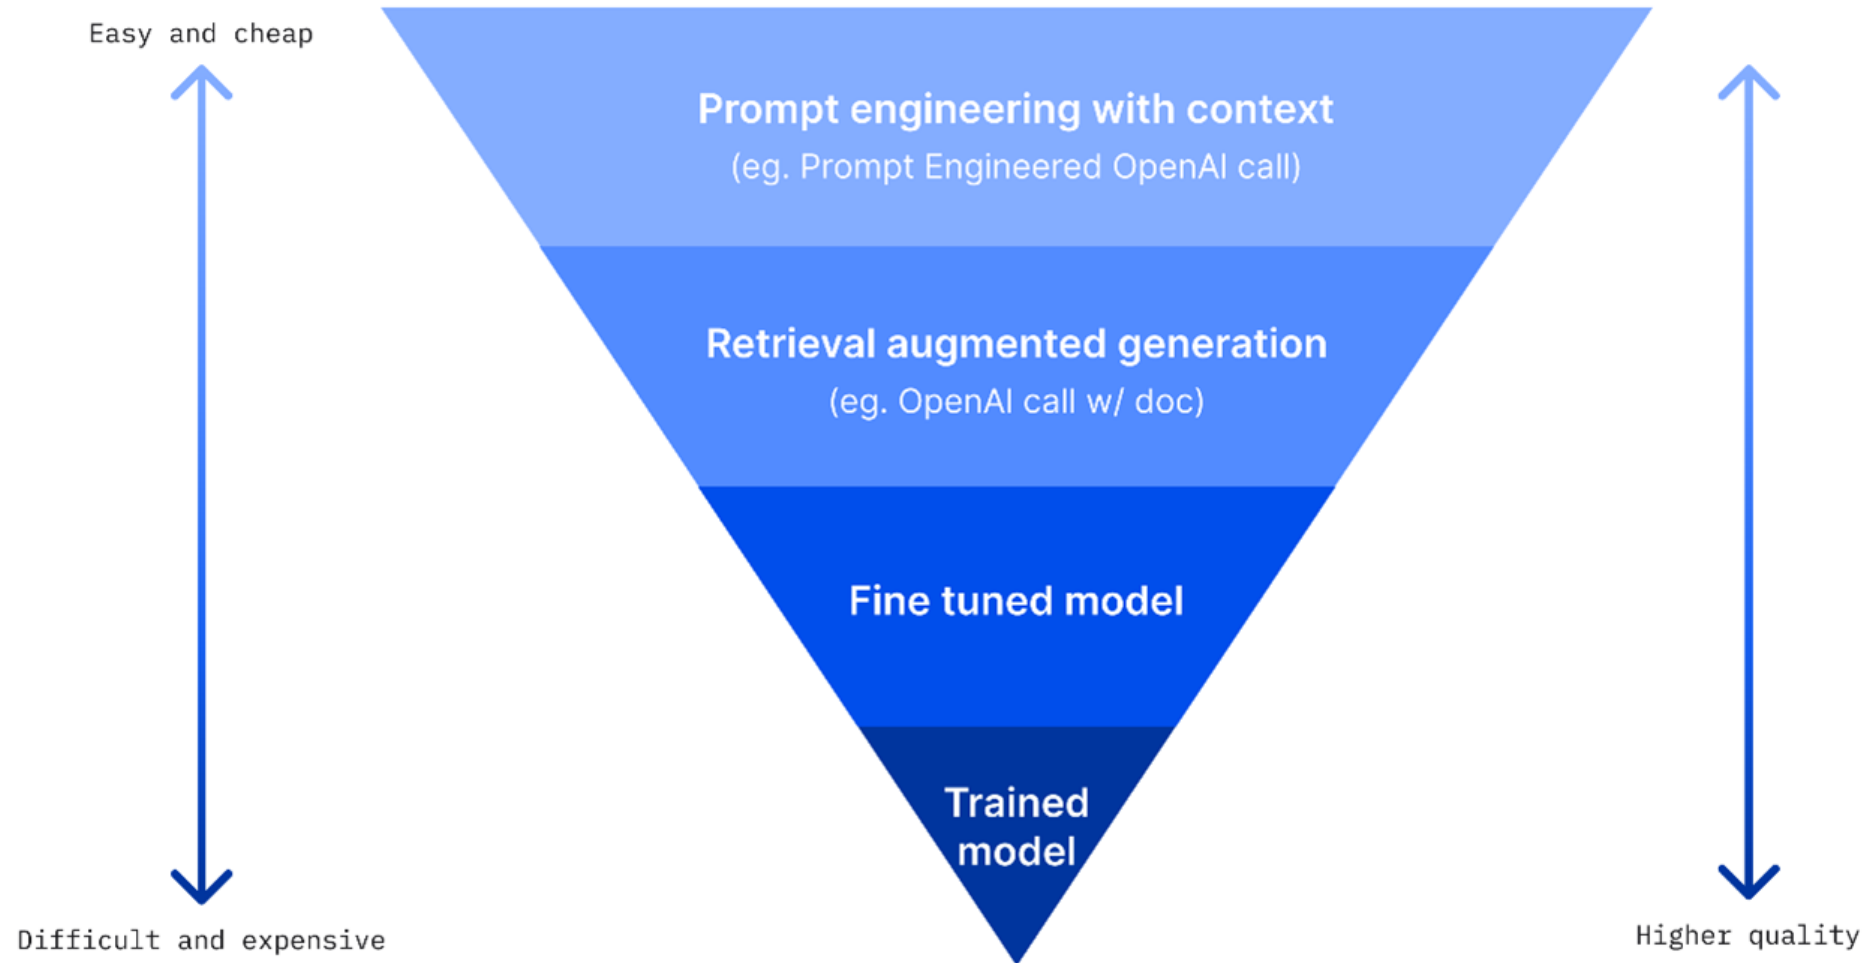 Easy and cheap
Prompt engineering with context
(eg. Prompt Engineered OpenAI call)
Retrieval augmented generation
(eg. OpenAI call w/ doc)
Fine tuned model
Trained
model
Difficult and expensive
Higher quality